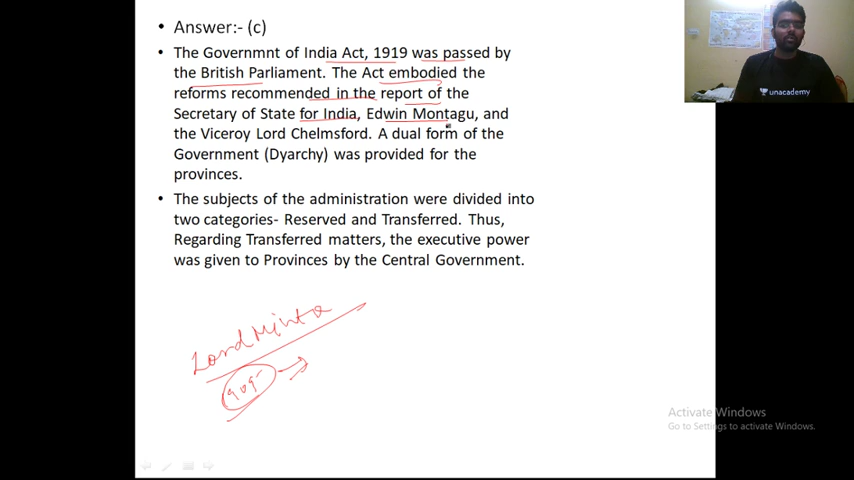 • Answer:- (c)
• The Governmnt of India Act, 1919 was passed by
the British Parliament. The Act embodied the
reforms recommended in the report of the
Secretary of State for India, Edwin Montagu, and
the Viceroy Lord Chelmsford. A dual form of the
Government (Dyarchy) was provided for the
provinces.
• The subjects of the administration were divided into
two categories- Reserved and Transferred. Thus,
Regarding Transferred matters, the executive power
was given to Provinces by the Central Government.
Lord Minto
unacademy
Activate Windows
Go to Settings to activate Windows.